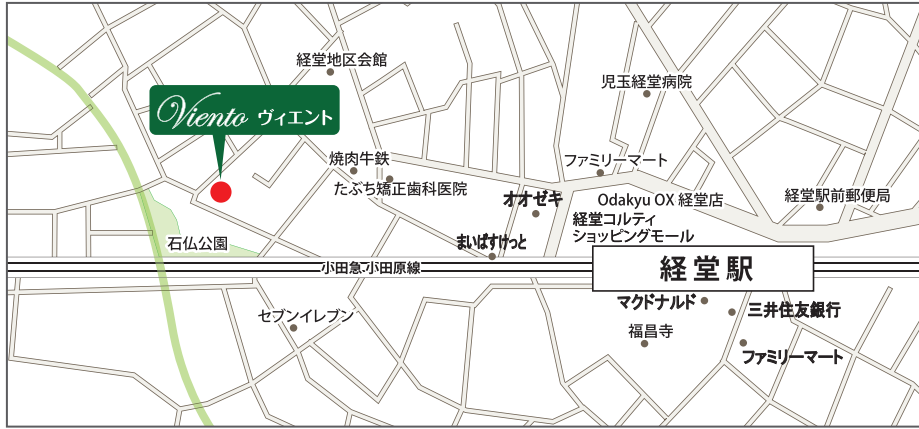 経堂地区会館
児玉経堂病院
Viento ヴィエント
焼肉牛鉄
たぶち矯正歯科医院
ファミリーマート
オオゼキ
Odakyu OX 経堂店
経堂駅前郵便局
経堂コルティ
ショッピングモール
石仏公園
まいばすけっと
小田急小田原線
経堂駅
マクドナルド
三井住友銀行
セブンイレブン
福昌寺
ファミリーマート